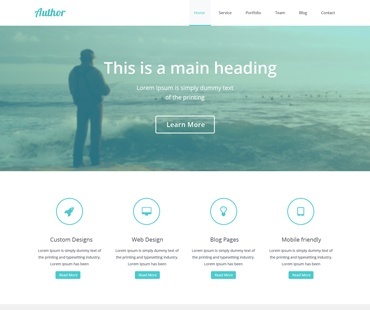 Author
Home Service Portfolio Team Blog Contact
This is a main heading
Lorem Ipsum is simply dummy text
of the printing
Learn More
Custom Designs
Lorem Ipsum is simply dummy text of
the printing and typesetting industry.
Lorem Ipsum has been
Read More
Web Design
Lorem Ipsum is simply dummy text of
the printing and typesetting industry.
Lorem Ipsum has been
Read More
Blog Pages
Lorem Ipsum is simply dummy text of
the printing and typesetting industry.
Lorem Ipsum has been
Read More
Mobile friendly
Lorem Ipsum is simply dummy text of
the printing and typesetting industry.
Lorem Ipsum has been
Read More